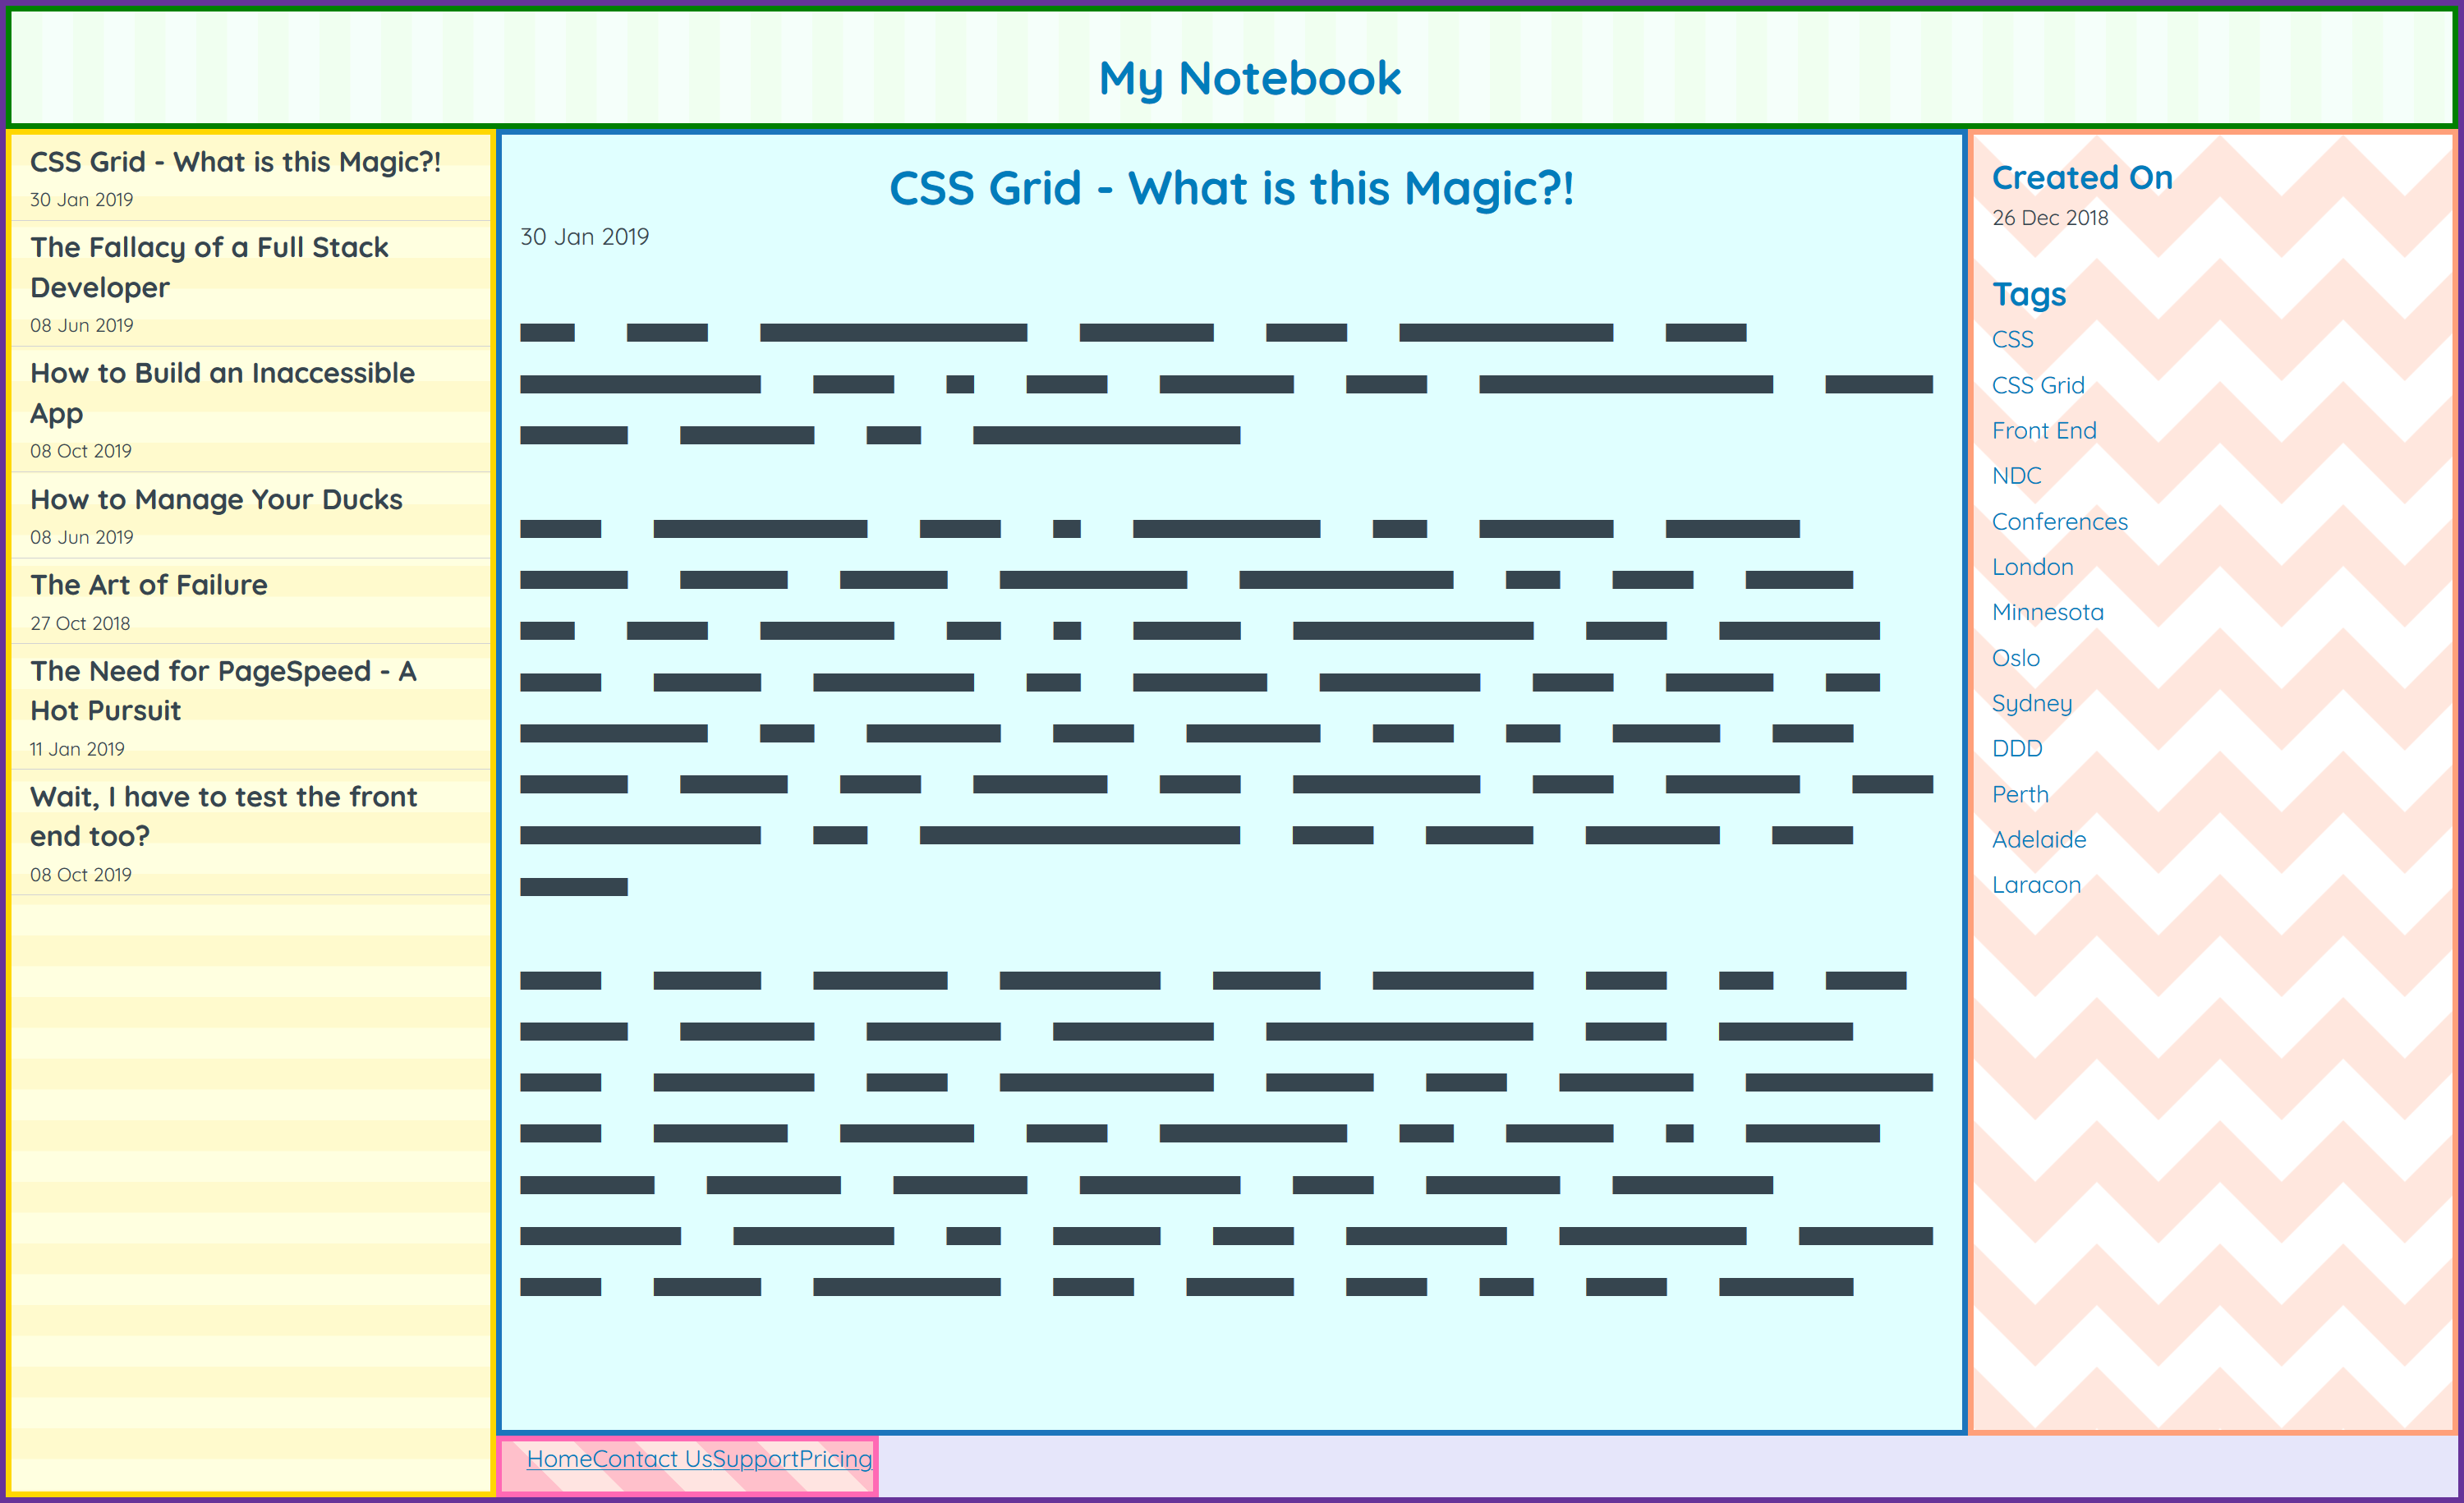 My Notebook
CSS Grid - What is this Magic?!
30 Jan 2019
The Fallacy of a Full Stack
Developer
08 Jun 2019
How to Build an Inaccessible
App
08 Oct 2019
How to Manage Your Ducks
08 Jun 2019
The Art of Failure
27 Oct 2018
The Need for PageSpeed - A
Hot Pursuit
11 Jan 2019
Wait, I have to test the front
end too?
08 Oct 2019
CSS Grid - What is this Magic?!
30 Jan 2019
Created On
26 Dec 2018
Tags
CSS
CSS Grid
Front End
NDC
Conferences
London
Minnesota
Oslo
Sydney
DDD
Perth
Adelaide
Laracon
HomeContact UsSupportPricing